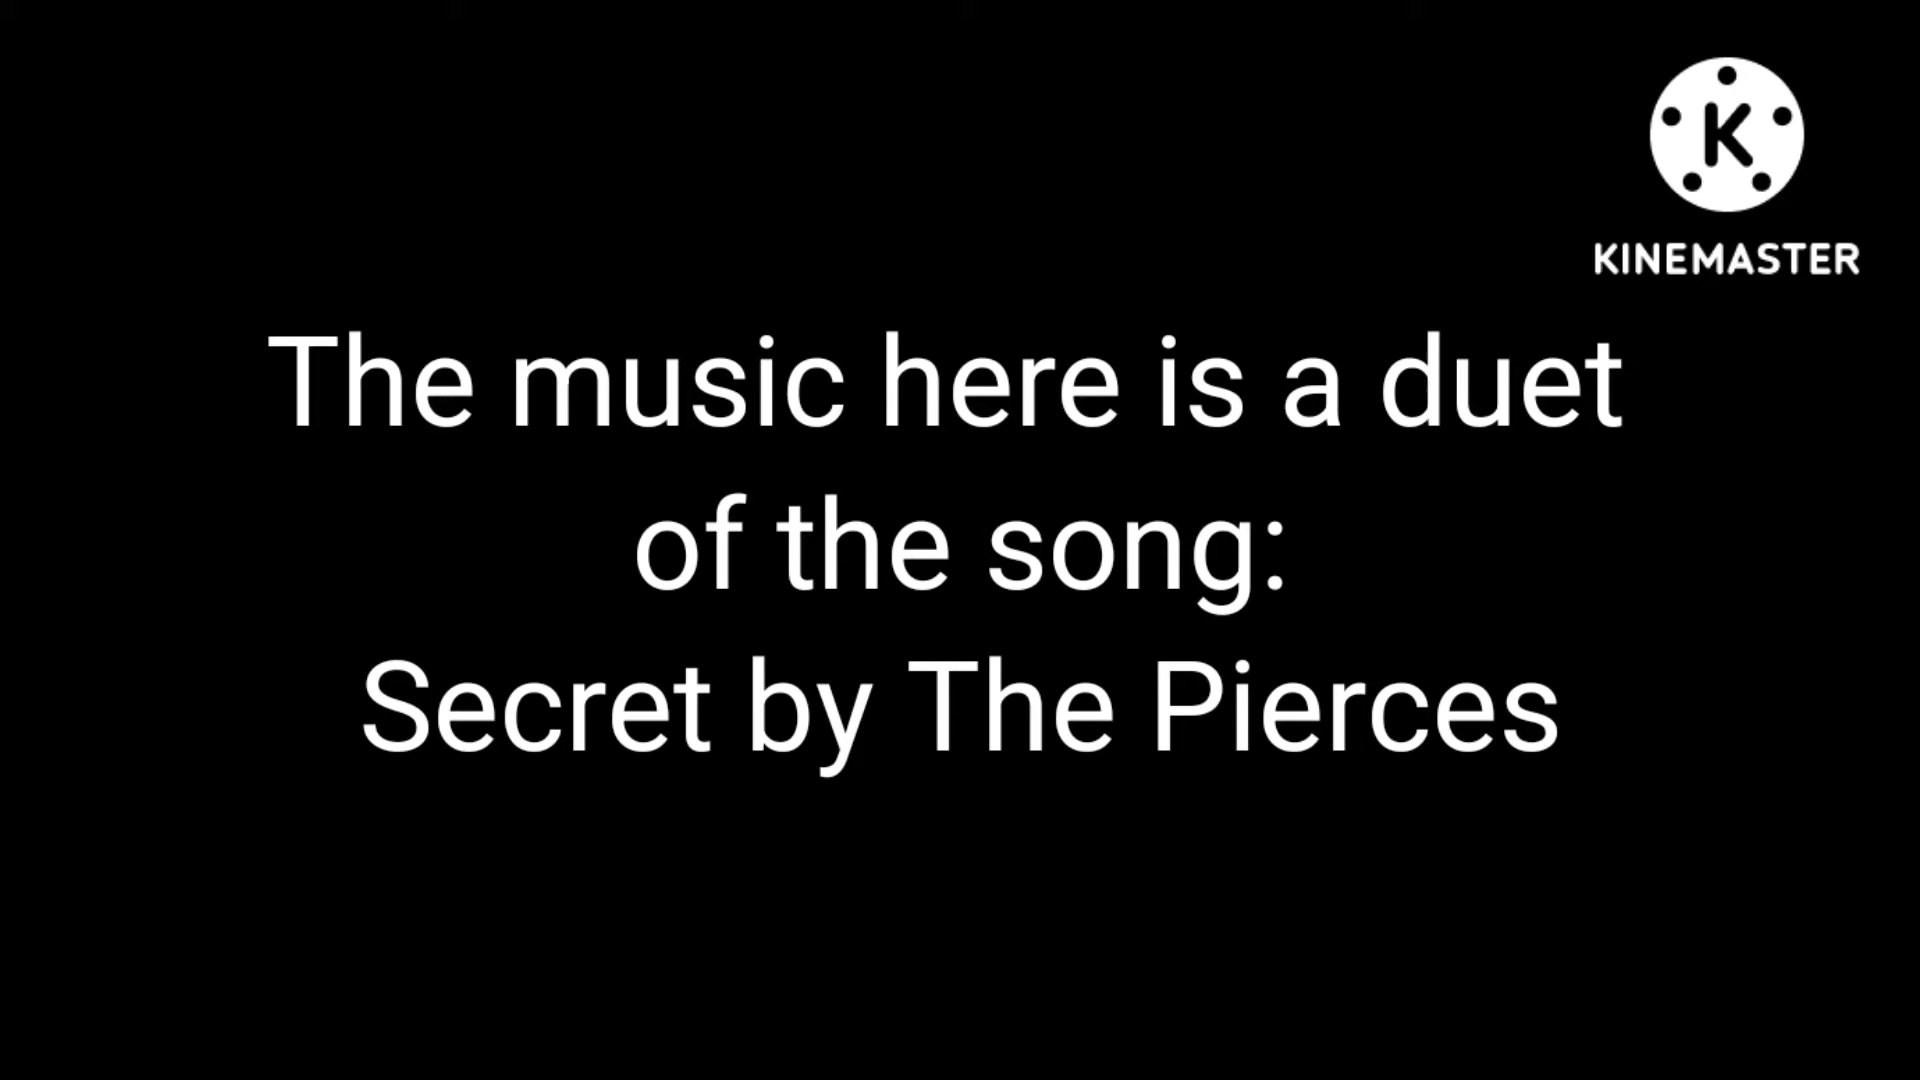 K
KINEMASTER
The music here is a duet
of the song:
Secret by The Pierces